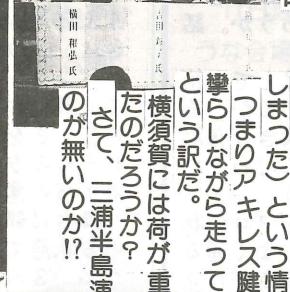 しまった）という情
つまりアキレス腱
攣らしながら走って
という訳だ。
横須賀には荷が重
たのだろうか？
さて、三浦半島演
のが無いのか!?
横田 和弘 氏